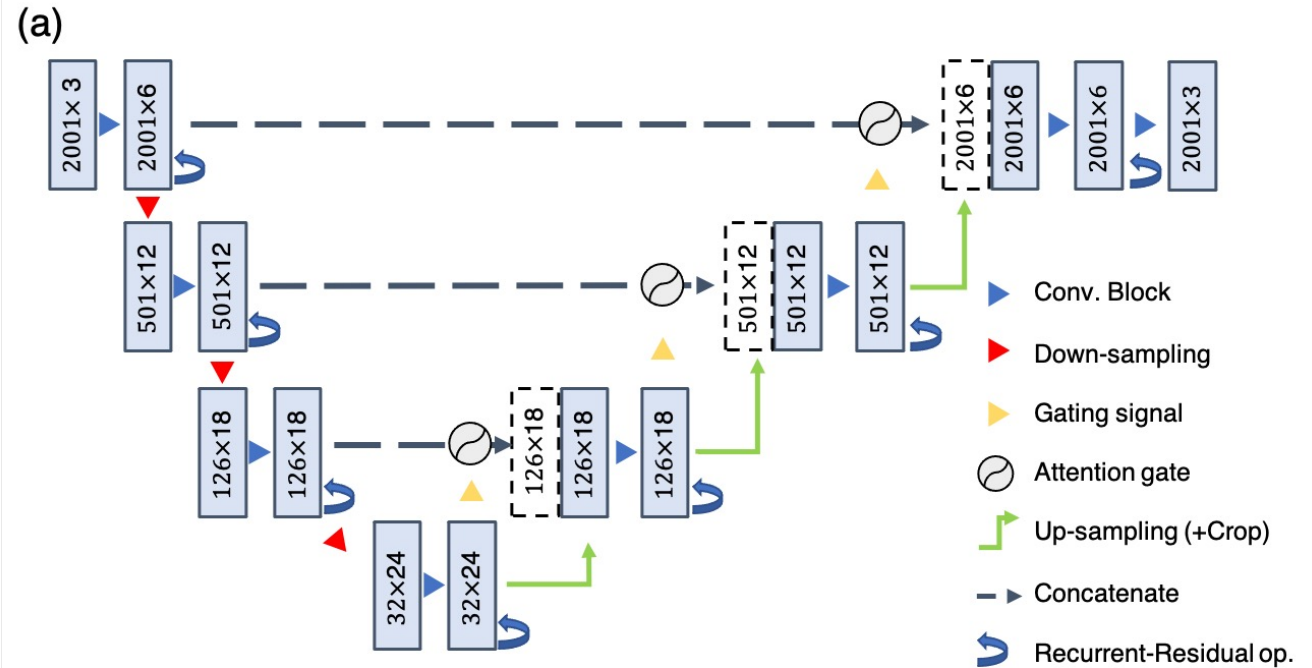 (a)
2001× 3
2001×6
2001×6
2001×6
2001×6
2001×3
501×12
501×12
501×12
501×12
501×12
126×18
126×18
126×18
126×18
126×18
32×24
32×24
Conv. Block
Down-sampling
Gating signal
Attention gate
Up-sampling (+Crop)
Concatenate
Recurrent-Residual op.